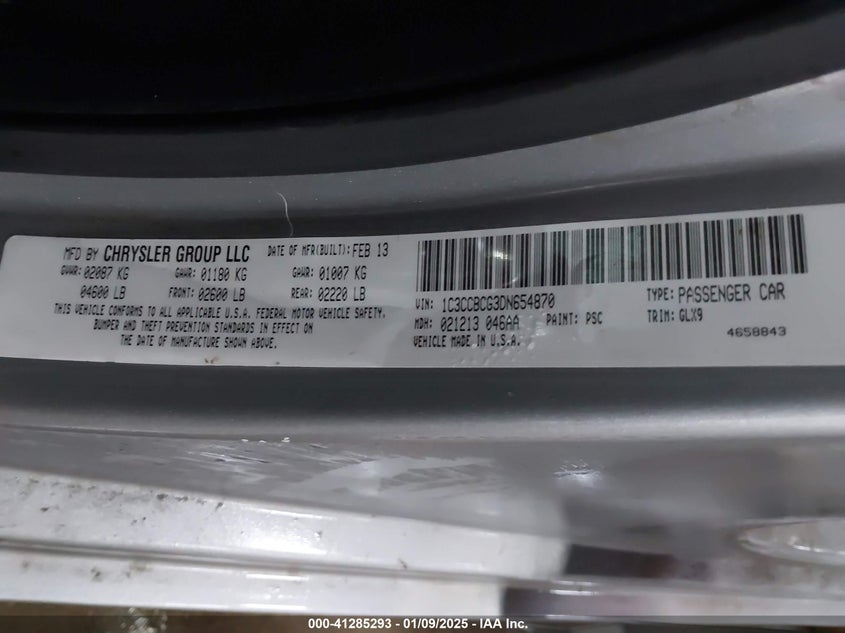 MFD BY CHRYSLER GROUP LLC DATE OF MFR(BUILT): FEB 13
GVWR: 02087 KG GAWR: 01180 KG GAWR: 01007 KG
04600 LB FRONT: 02600 LB REAR: 02220 LB
THIS VEHICLE CONFORMS TO ALL APPLICABLE U.S.A. FEDERAL MOTOR VEHICLE SAFETY,
BUMPER AND THEFT PREVENTION STANDARDS IN EFFECT ON
THE DATE OF MANUFACTURE SHOWN ABOVE.
VIN: 1C3CCBCG3DN654870 TYPE: PASSENGER CAR
MDH: 021213 046AA PAINT: PSC TRIM: GLX9
VEHICLE MADE IN U.S.A. 4658843
000-41285293 - 01/09/2025 - IAA Inc.